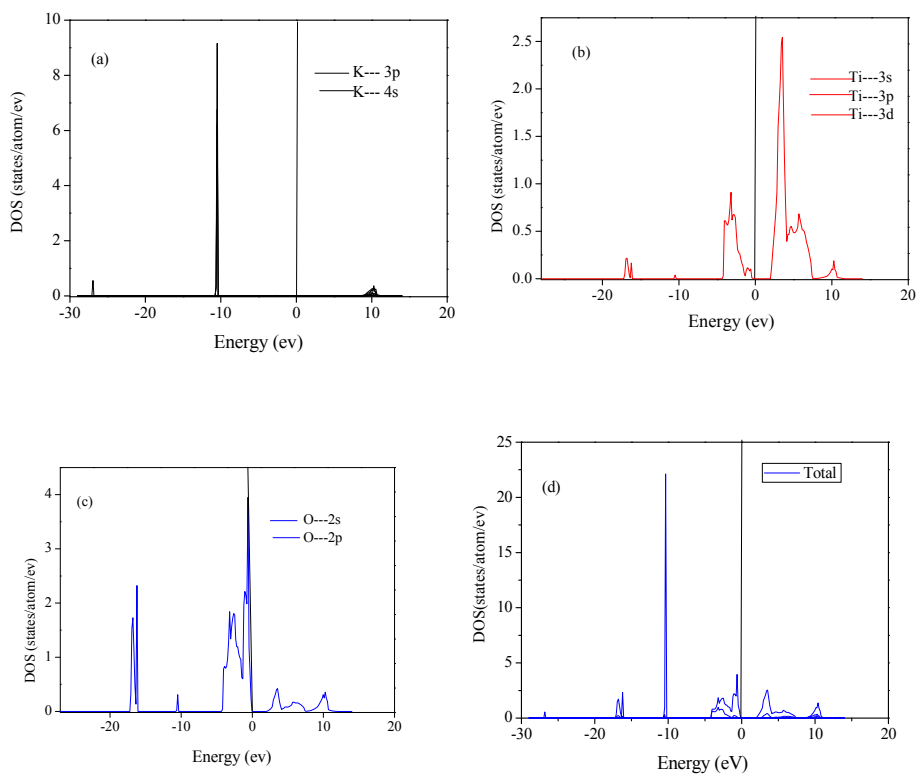 (a)
K--- 3p
K--- 4s
DOS (states/atom/ev)
10
8
6
4
2
0
-30 -20 -10 0 10 20
Energy (ev)
(b)
Ti---3s
Ti---3p
Ti---3d
DOS (states/atom/ev)
2.5
2.0
1.5
1.0
0.5
0.0
-20 -10 0 10 20
Energy (ev)
(c)
O---2s
O---2p
DOS (states/atom/ev)
4
3
2
1
0
-20 -10 0 10 20
Energy (ev)
(d)
Total
DOS(states/atom/ev)
25
20
15
10
5
0
-30 -20 -10 0 10 20
Energy (eV)